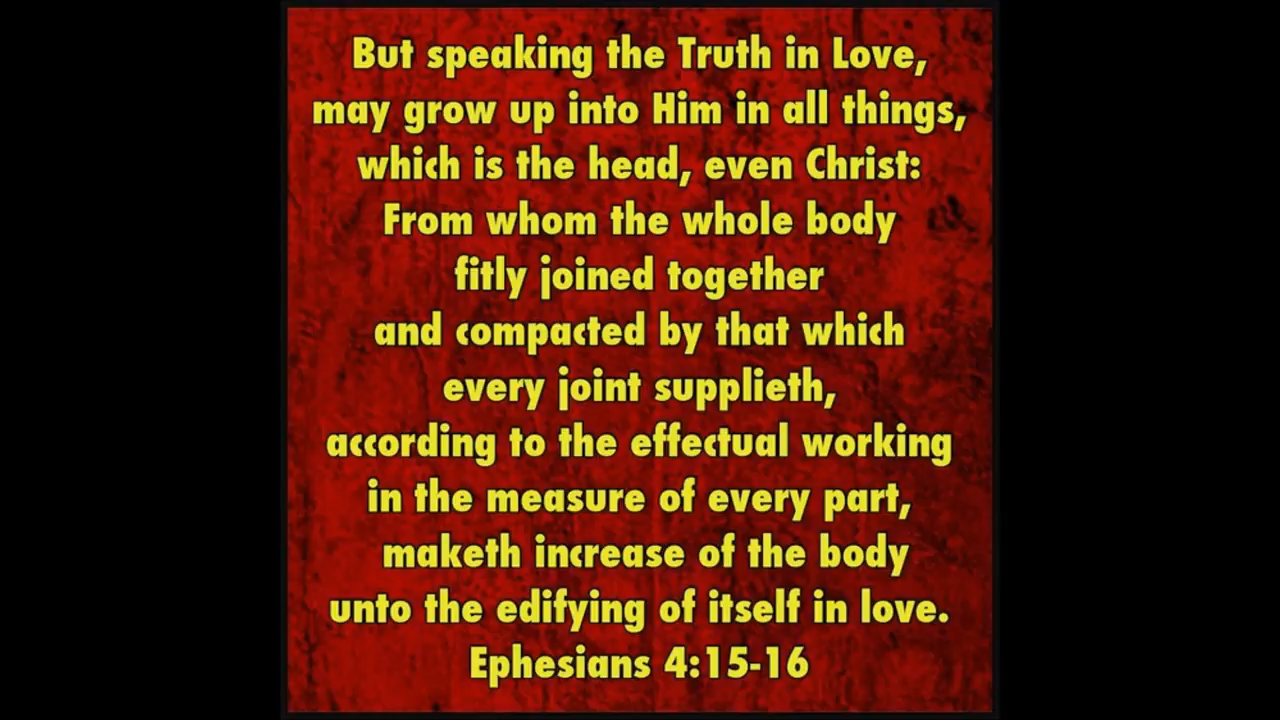 But speaking the Truth in Love,
may grow up into Him in all things,
which is the head, even Christ:
From whom the whole body
fitly joined together
and compacted by that which
every joint supplieth,
according to the effectual working
in the measure of every part,
maketh increase of the body
unto the edifying of itself in love.
Ephesians 4:15-16